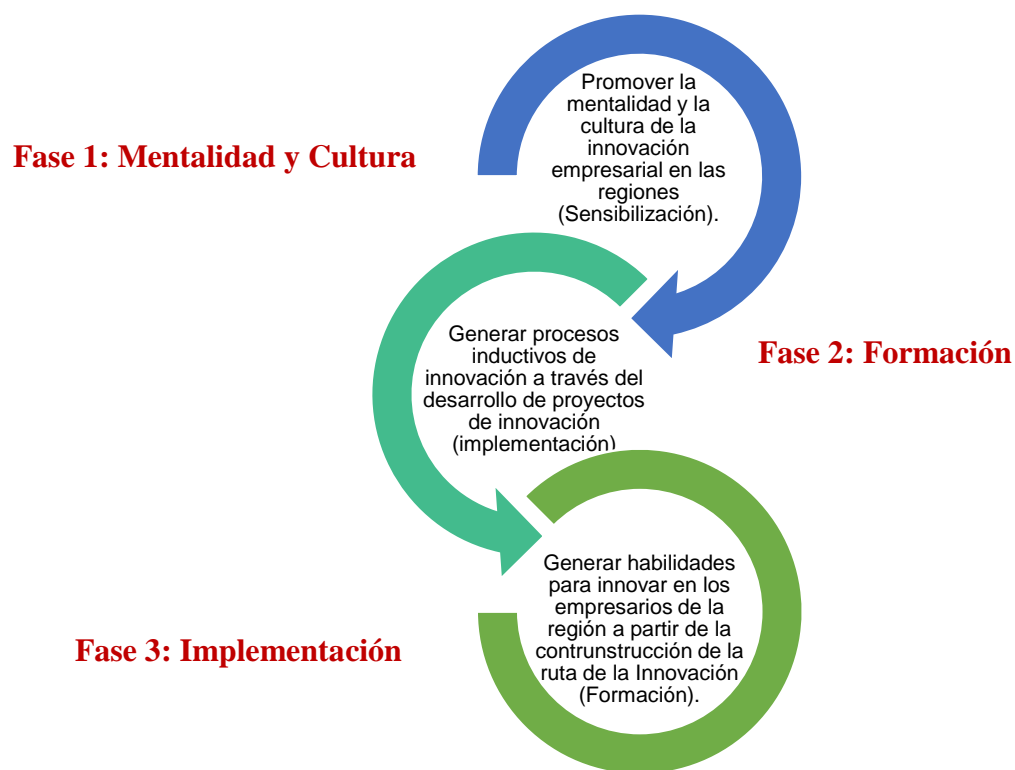 Promover la
mentalidad y la
cultura de la
innovación
empresarial en las
regiones
(Sensibilización).
Fase 1: Mentalidad y Cultura
Generar procesos
inductivos de
innovación a través del
desarrollo de proyectos
de innovación
(implementación)
Fase 2: Formación
Generar habilidades
para innovar en los
empresarios de la
región a partir de la
contrunstrucción de la
ruta de la Innovación
(Formación).
Fase 3: Implementación